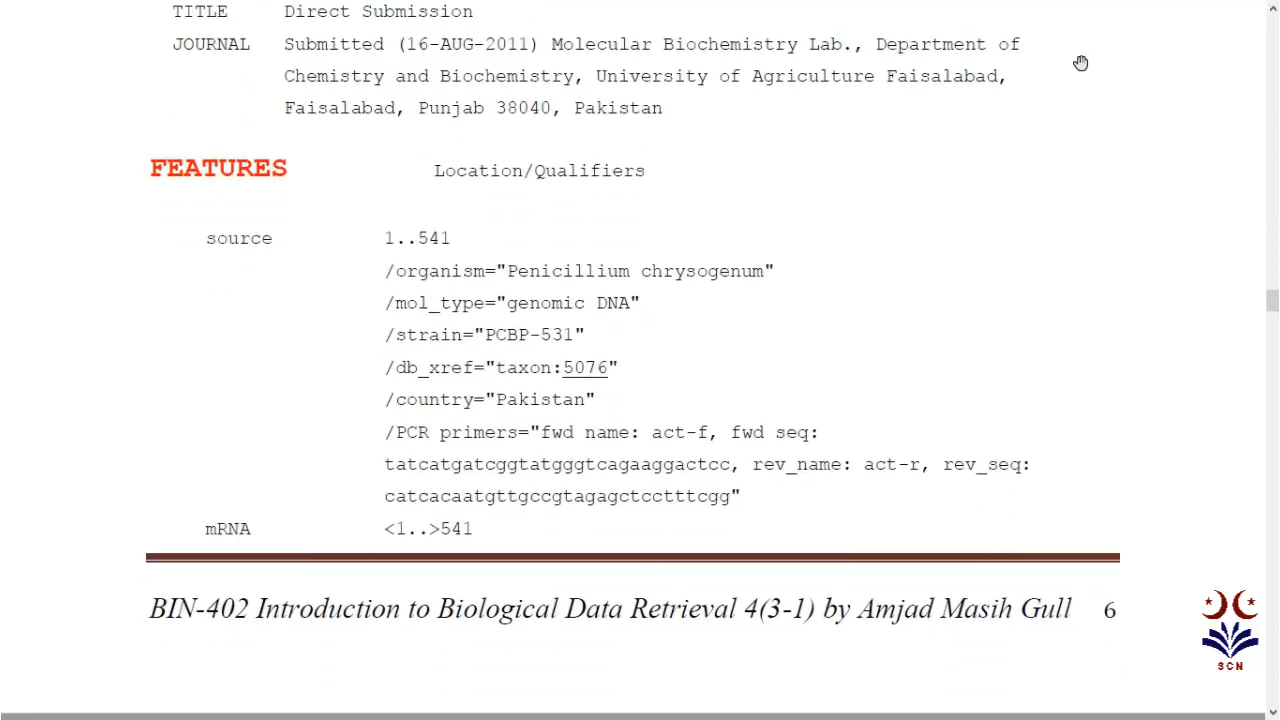 TITLE Direct Submission
JOURNAL Submitted (16-AUG-2011) Molecular Biochemistry Lab., Department of
Chemistry and Biochemistry, University of Agriculture Faisalabad,
Faisalabad, Punjab 38040, Pakistan
FEATURES Location/Qualifiers
source 1..541
/organism="Penicillium chrysogenum"
/mol_type="genomic DNA"
/strain="PCBP-531"
/db_xref="taxon:5076"
/country="Pakistan"
/PCR primers="fwd name: act-f, fwd seq:
tatcatgatcggtatgggtcagaaggactcc, rev_name: act-r, rev_seq:
catcacaatgttgccgtagagctcctttcgg"
mRNA <1..>541
BIN-402 Introduction to Biological Data Retrieval 4(3-1) by Amjad Masih Gull 6
SCN